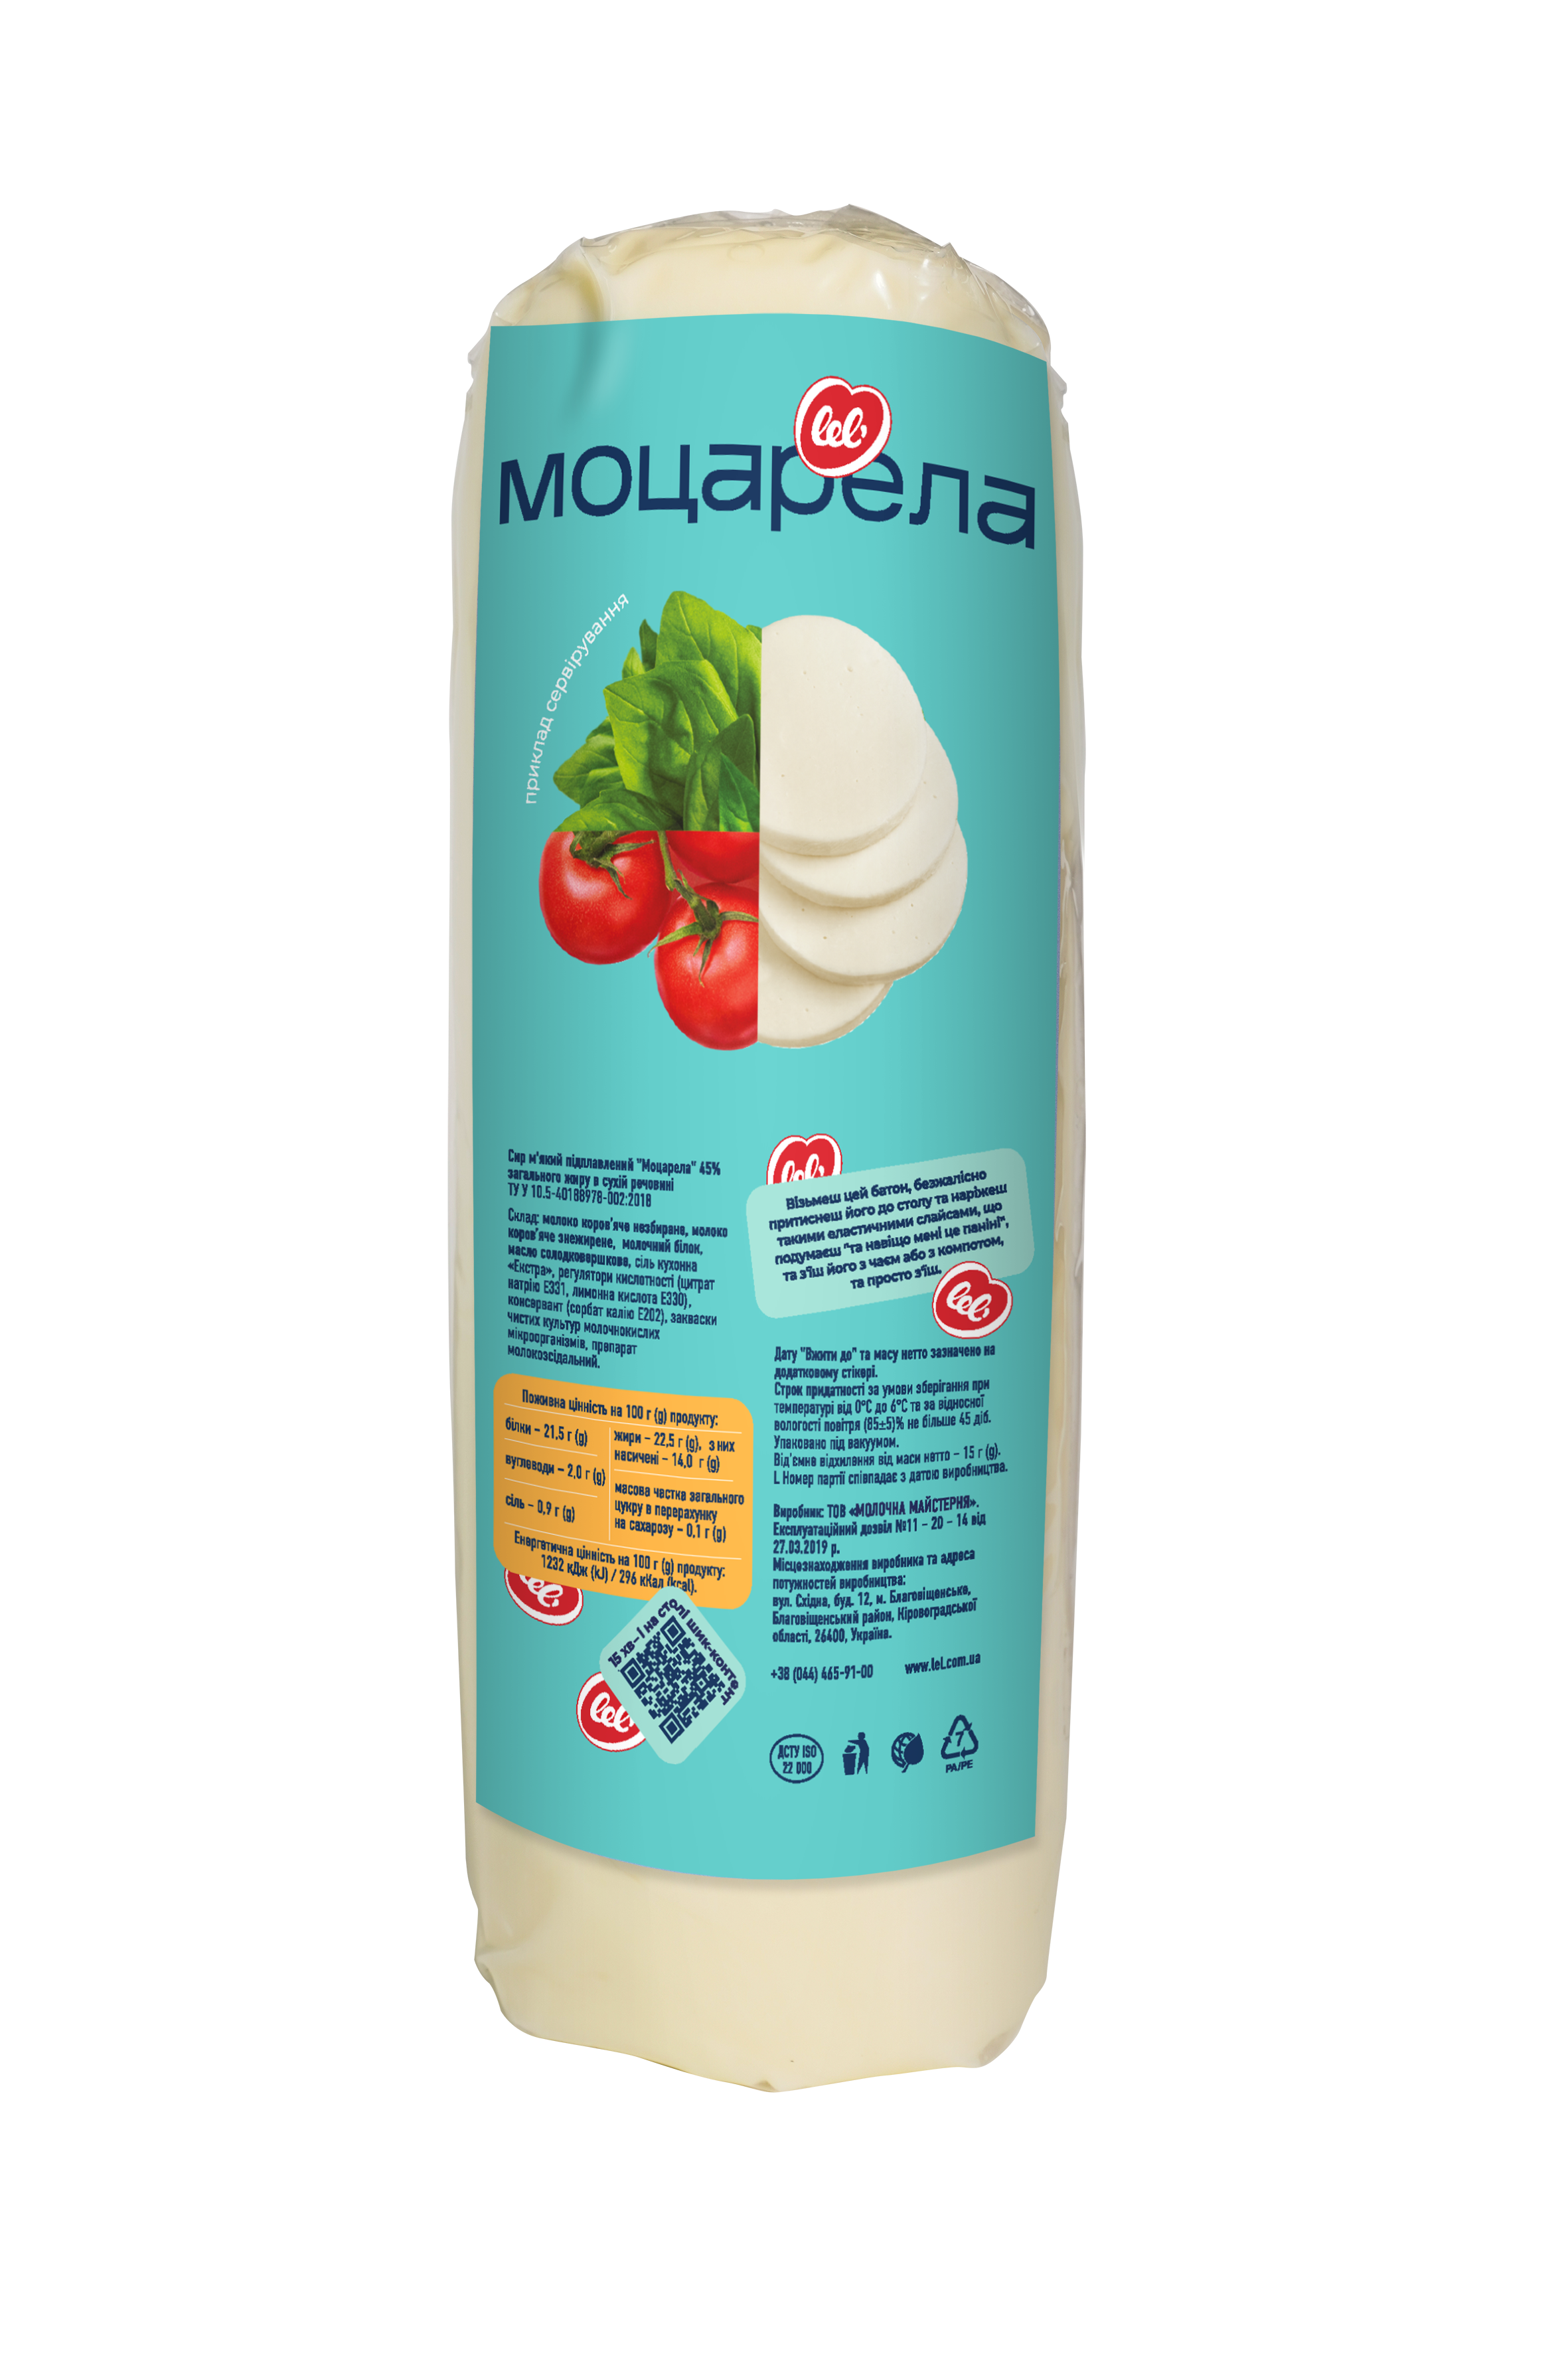 lel
моцарела
приклад сервірування
Сир м'який підплавлений "Моцарела" 45%
загального жиру в сухій речовині
ТУ У 10.5-40188978-002:2018
Склад: молоко коров'яче незбиране, молоко
коров'яче знежирене, молочний білок,
масло солодковершкове, сіль кухонна
«Екстра», регулятори кислотності (цитрат
натрію Е331, лимонна кислота Е330),
консервант (сорбат калію Е202), закваски
чистих культур молочнокислих
мікроорганізмів, препарат
молокозсідальний.
Поживна цінність на 100 г (g) продукту:
білки – 21,5 г (g)
вуглеводи – 2,0 г (g)
сіль – 0,9 г (g)
жири – 22,5 г (g), з них
насичені – 14,0 г (g)
масова частка загального
цукру в перерахунку
на сахарозу – 0,1 г (g)
Енергетична цінність на 100 г (g) продукту:
1232 кДж (kJ) / 296 кКал (kcal).
lel
15 хв– і на столі шик-контент
lel
lel
Візьмеш цей батон, безжалісно
притиснеш його до столу та наріжеш
такими еластичними слайсами, що
подумаєш "та навіщо мені це паніні",
та з'їш його з чаєм або з компотом,
та просто з'їш.
lel
Дату "Вжити до" та масу нетто зазначено на
додатковому стікері.
Строк придатності за умови зберігання при
температурі від 0°С до 6°С та за відносної
вологості повітря (85±5)% не більше 45 діб.
Упаковано під вакуумом.
Від'ємне відхилення від маси нетто – 15 г (g).
L Номер партії співпадає з датою виробництва.
Виробник: ТОВ «МОЛОЧНА МАЙСТЕРНЯ».
Експлуатаційний дозвіл №11 – 20 – 14 від
27.03.2019 р.
Місцезнаходження виробника та адреса
потужностей виробництва:
вул. Східна, буд. 12, м. Благовіщенське,
Благовіщенський район, Кіровоградської
області, 26400, Україна.
+38 (044) 465-91-00 www.lel.com.ua
ДСТУ ISO
22 000
7
PA/PE